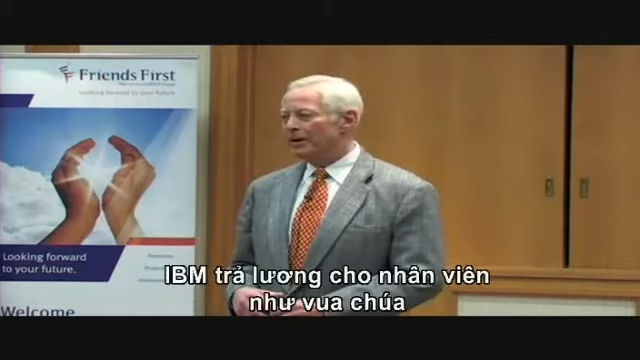 Friends First
Looking forward to your future
Looking forward
to your future.
Welcome
IBM trả lương cho nhân viên
như vua chúa